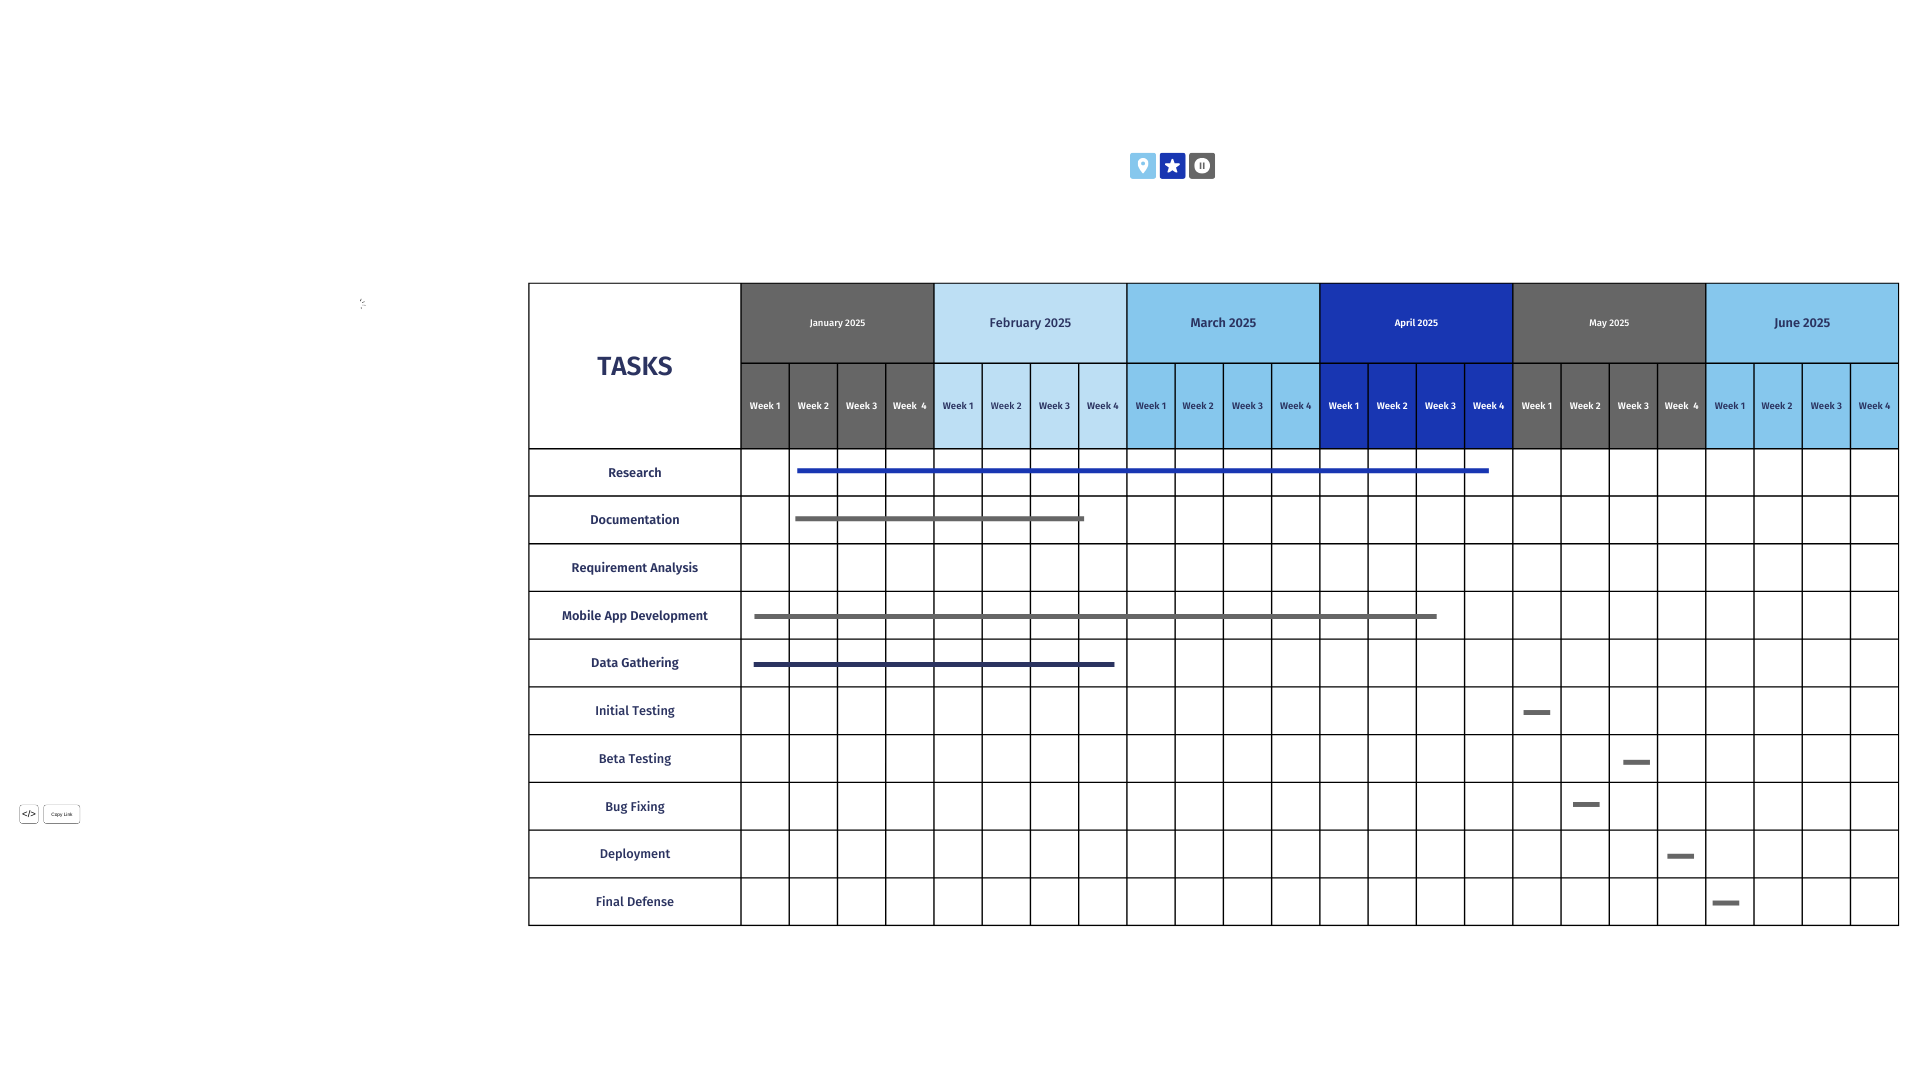 TASKS
January 2025 February 2025 March 2025 April 2025 May 2025 June 2025
Week 1 Week 2 Week 3 Week 4 Week 1 Week 2 Week 3 Week 4 Week 1 Week 2 Week 3 Week 4 Week 1 Week 2 Week 3 Week 4 Week 1 Week 2 Week 3 Week 4 Week 1 Week 2 Week 3 Week 4
Research
Documentation
Requirement Analysis
Mobile App Development
Data Gathering
Initial Testing
Beta Testing
Bug Fixing
</> Copy Link
Deployment
Final Defense